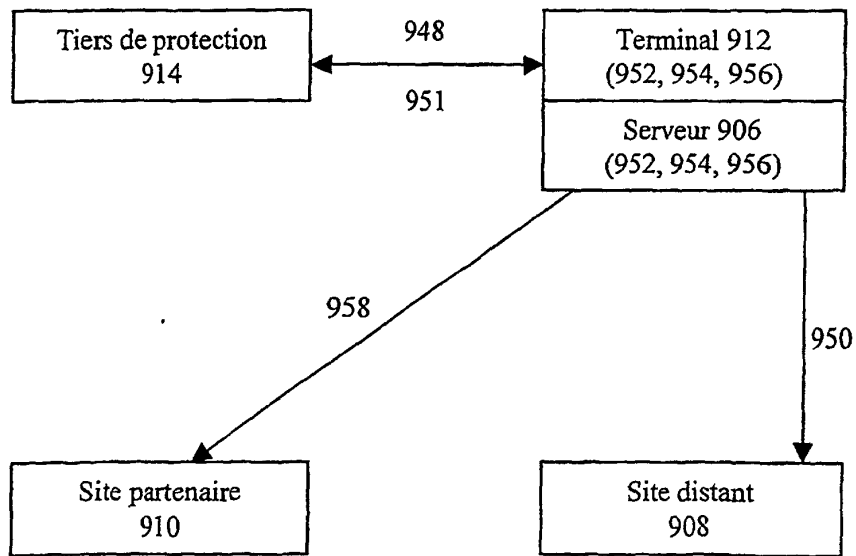 Tiers de protection
914
948
951
Terminal 912
(952, 954, 956)
Serveur 906
(952, 954, 956)
958
950
Site partenaire
910
Site distant
908